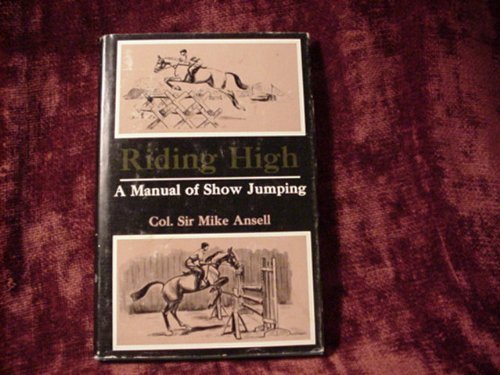 Riding High
A Manual of Show Jumping
Col. Sir Mike Ansell